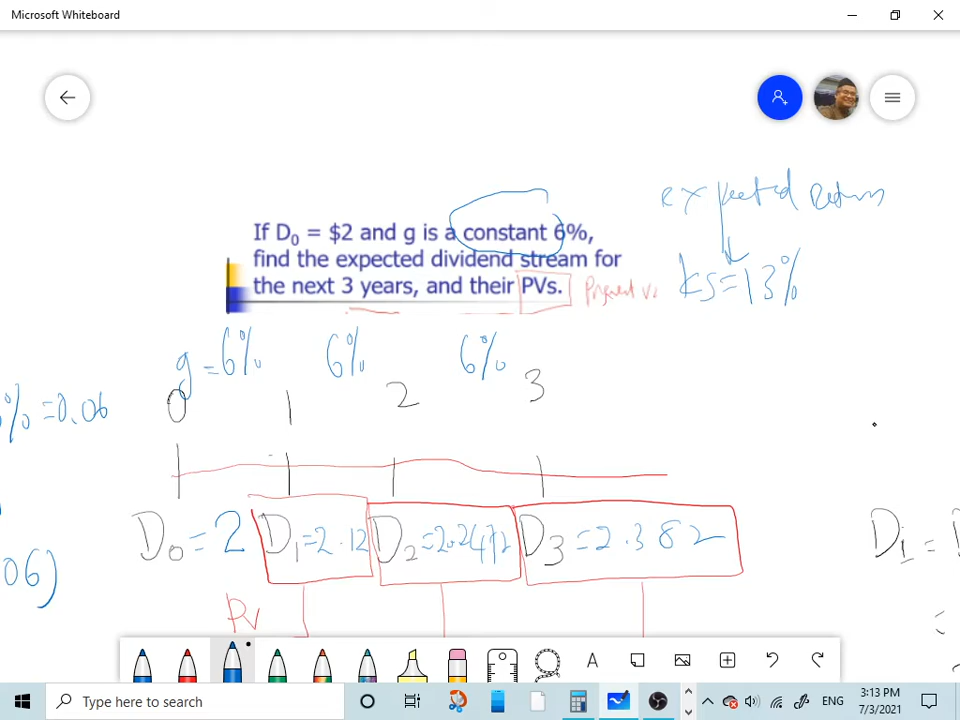 Microsoft Whiteboard
expected Return
If D₀ = $2 and g is a constant 6%,
find the expected dividend stream for
the next 3 years, and their PVs.
ks=13%
g=6% 6% 6%
%=0.06
0 1 2 3
D₀=2 D₁=2.12 D₂=2.2472 D₃=2.382
D₁ =
06)
PV
=
A
Type here to search
ENG
3:13 PM
7/3/2021